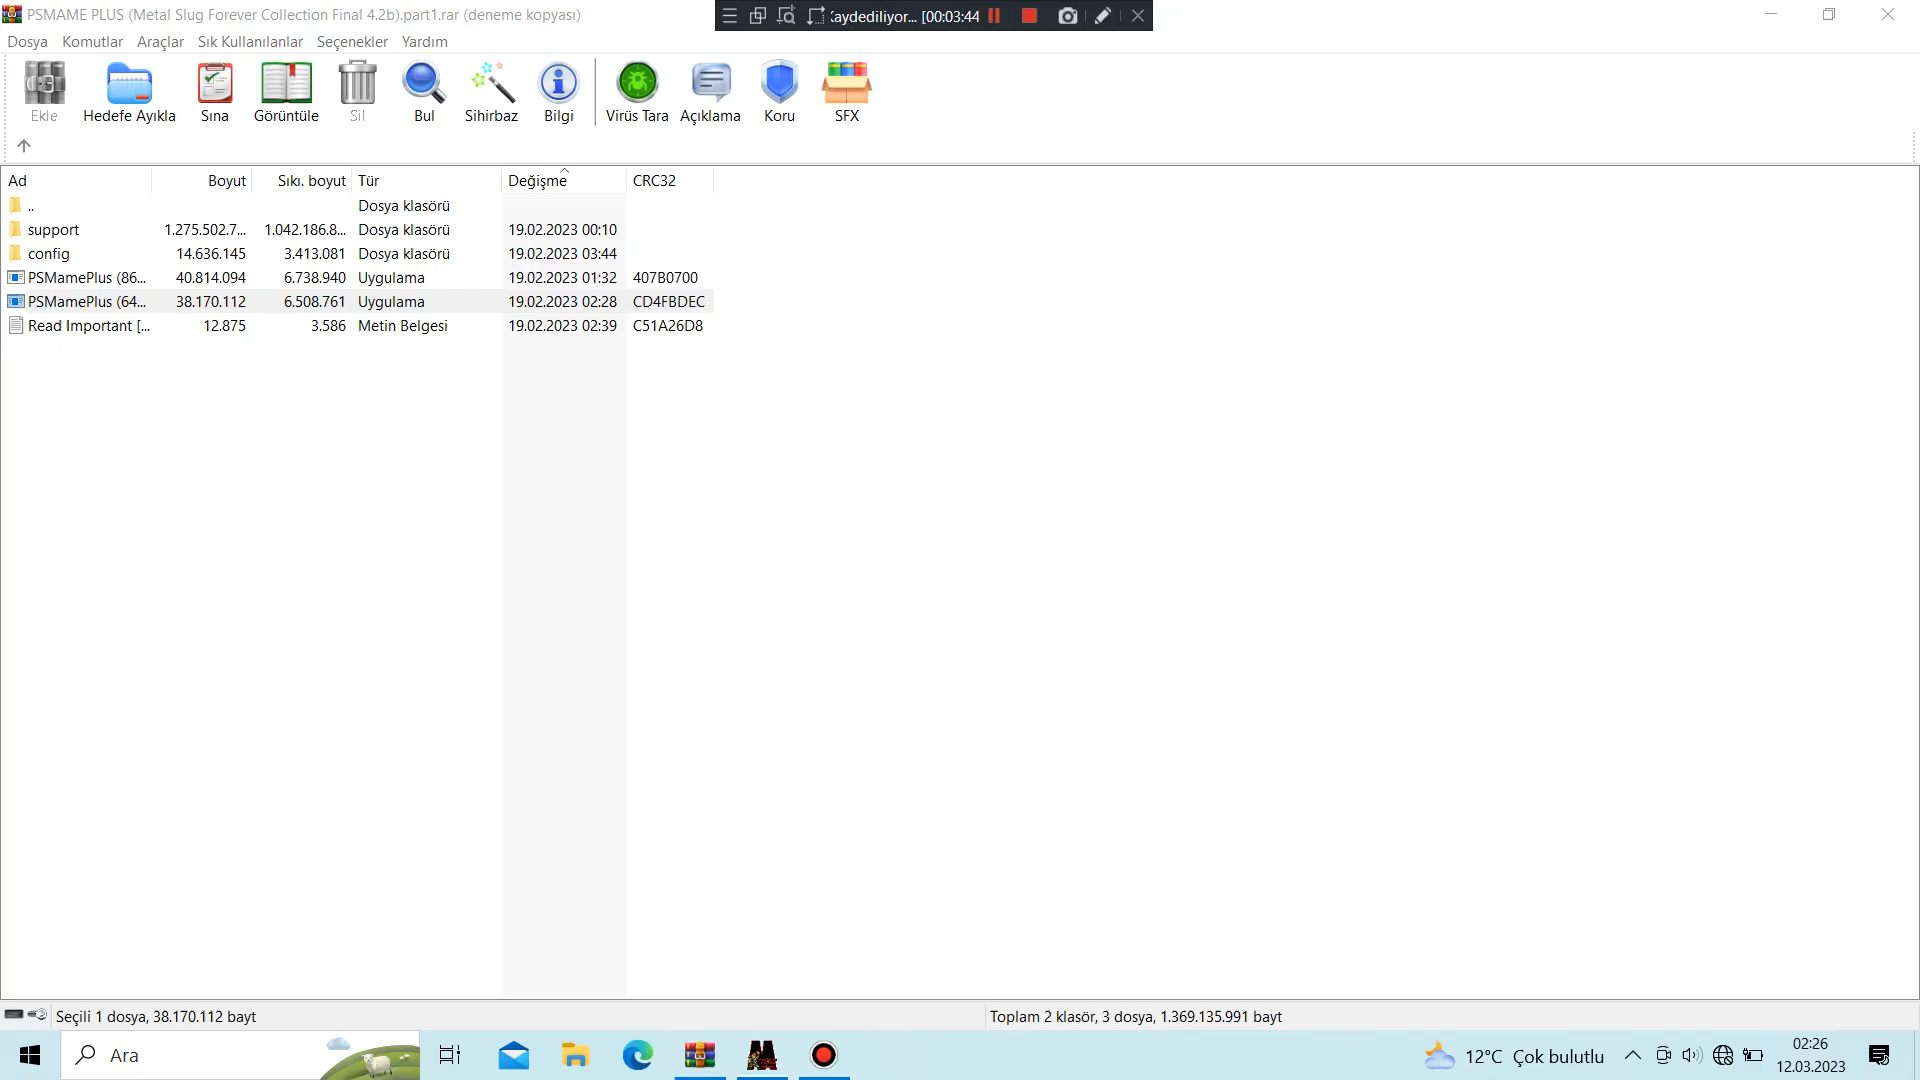 PSMAME PLUS (Metal Slug Forever Collection Final 4.2b).part1.rar (deneme kopyası)
Kaydediliyor... [00:03:44
Dosya Komutlar Araçlar Sık Kullanılanlar Seçenekler Yardım
Ekle Hedefe Ayıkla Sına Görüntüle Sil Bul Sihirbaz Bilgi Virüs Tara Açıklama Koru SFX
Ad Boyut Sıkı. boyut Tür Değişme CRC32
.. Dosya klasörü
support 1.275.502.7... 1.042.186.8... Dosya klasörü 19.02.2023 00:10
config 14.636.145 3.413.081 Dosya klasörü 19.02.2023 03:44
PSMamePlus (86... 40.814.094 6.738.940 Uygulama 19.02.2023 01:32 407B0700
PSMamePlus (64... 38.170.112 6.508.761 Uygulama 19.02.2023 02:28 CD4FBDEC
Read Important [... 12.875 3.586 Metin Belgesi 19.02.2023 02:39 C51A26D8
Seçili 1 dosya, 38.170.112 bayt
Toplam 2 klasör, 3 dosya, 1.369.135.991 bayt
Ara
12°C Çok bulutlu
02:26
12.03.2023